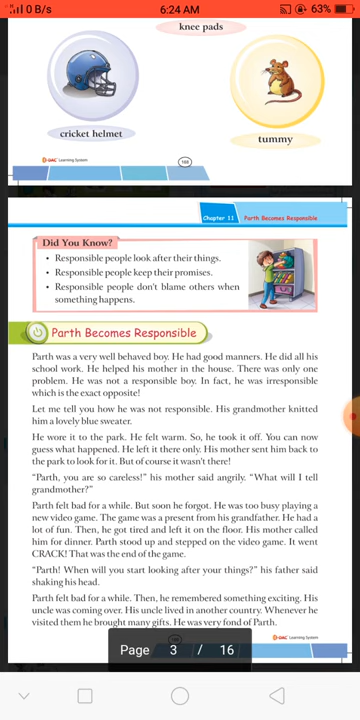 0 B/s
6:24 AM
63%
knee pads
cricket helmet
tummy
GAC Learning System
Chapter 11 Parth Becomes Responsible
Did You Know?
• Responsible people look after their things.
• Responsible people keep their promises.
• Responsible people don't blame others when
something happens.
Parth Becomes Responsible
Parth was a very well behaved boy. He had good manners. He did all his
school work. He helped his mother in the house. There was only one
problem. He was not a responsible boy. In fact, he was irresponsible
which is the exact opposite!
Let me tell you how he was not responsible. His grandmother knitted
him a lovely blue sweater.
He wore it to the park. He felt warm. So, he took it off. You can now
guess what happened. He left it there only. His mother sent him back to
the park to look for it. But of course it wasn't there!
“Parth, you are so careless!” his mother said angrily. “What will I tell
grandmother?”
Parth felt bad for a while. But soon he forgot. He was too busy playing a
new video game. The game was a present from his grandfather. He had a
lot of fun. Then, he got tired and left it on the floor. His mother called
him for dinner. Parth stood up and stepped on the video game. It went
CRACK! That was the end of the game.
“Parth! When will you start looking after your things?” his father said
shaking his head.
Parth felt bad for a while. Then, he remembered something exciting. His
uncle was coming over. His uncle lived in another country. Whenever he
visited them he brought many gifts. He was very fond of Parth.
Page 3 / 16
GAC Learning System